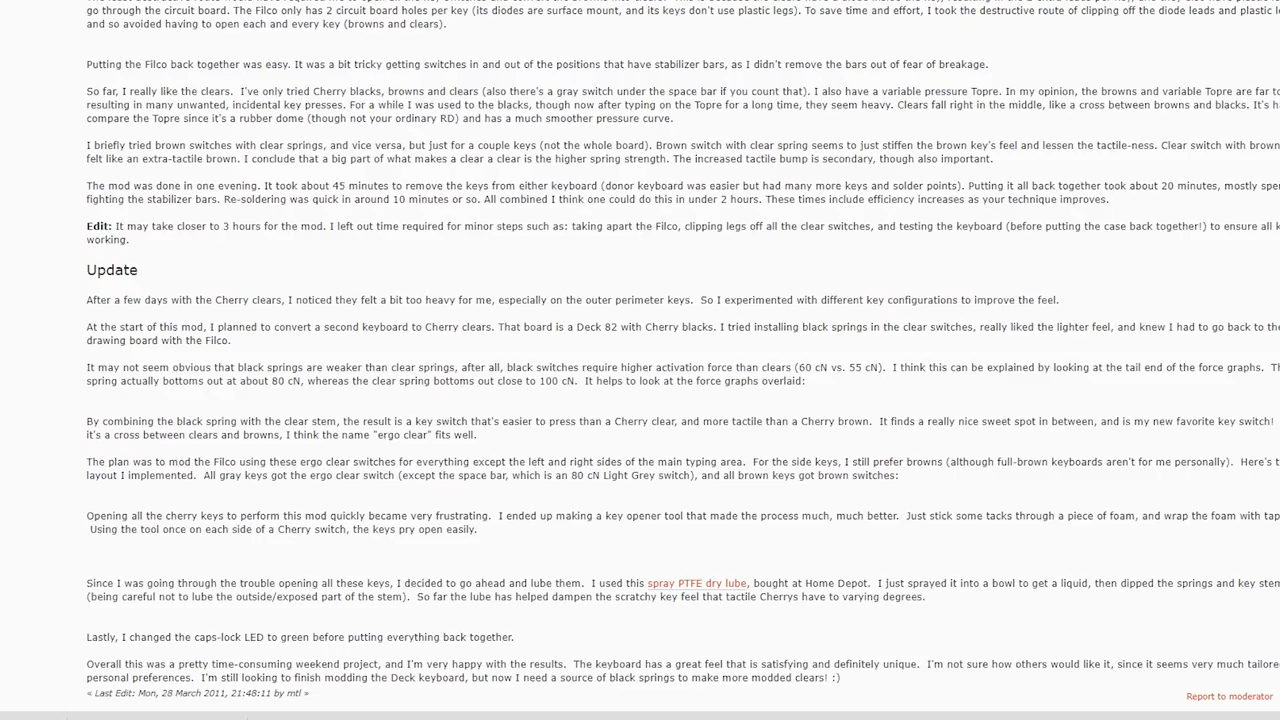 go through the circuit board. The Filco only has 2 circuit board holes per key (its diodes are surface mount, and its keys don't use plastic legs). To save time and effort, I took the destructive route of clipping off the diode leads and plastic
and so avoided having to open each and every key (browns and clears).
Putting the Filco back together was easy. It was a bit tricky getting switches in and out of the positions that have stabilizer bars, as I didn't remove the bars out of fear of breakage.
So far, I really like the clears.  I've only tried Cherry blacks, browns and clears (also there's a gray switch under the space bar if you count that). I also have a variable pressure Topre. In my opinion, the browns and variable Topre are far
resulting in many unwanted, incidental key presses. For a while I was used to the blacks, though now after typing on the Topre for a long time, they seem heavy. Clears fall right in the middle, like a cross between browns and blacks. It's
compare the Topre since it's a rubber dome (though not your ordinary RD) and has a much smoother pressure curve.
I briefly tried brown switches with clear springs, and vice versa, but just for a couple keys (not the whole board). Brown switch with clear spring seems to just stiffen the brown key's feel and lessen the tactile-ness. Clear switch with brown
felt like an extra-tactile brown. I conclude that a big part of what makes a clear a clear is the higher spring strength. The increased tactile bump is secondary, though also important.
The mod was done in one evening. It took about 45 minutes to remove the keys from either keyboard (donor keyboard was easier but had many more keys and solder points). Putting it all back together took about 20 minutes, mostly
fighting the stabilizer bars. Re-soldering was quick in around 10 minutes or so. All combined I think one could do this in under 2 hours. These times include efficiency increases as your technique improves.
Edit: It may take closer to 3 hours for the mod. I left out time required for minor steps such as: taking apart the Filco, clipping legs off all the clear switches, and testing the keyboard (before putting the case back together!) to ensure all
working.
Update
After a few days with the Cherry clears, I noticed they felt a bit too heavy for me, especially on the outer perimeter keys.  So I experimented with different key configurations to improve the feel.
At the start of this mod, I planned to convert a second keyboard to Cherry clears. That board is a Deck 82 with Cherry blacks. I tried installing black springs in the clear switches, really liked the lighter feel, and knew I had to go back to the
drawing board with the Filco.
It may not seem obvious that black springs are weaker than clear springs, after all, black switches require higher activation force than clears (60 cN vs. 55 cN).  I think this can be explained by looking at the tail end of the force graphs.
spring actually bottoms out at about 80 cN, whereas the clear spring bottoms out close to 100 cN.  It helps to look at the force graphs overlaid:
By combining the black spring with the clear stem, the result is a key switch that's easier to press than a Cherry clear, and more tactile than a Cherry brown.  It finds a really nice sweet spot in between, and is my new favorite key switch!
it's a cross between clears and browns, I think the name "ergo clear" fits well.
The plan was to mod the Filco using these ergo clear switches for everything except the left and right sides of the main typing area.  For the side keys, I still prefer browns (although full-brown keyboards aren't for me personally).  Here's
layout I implemented.  All gray keys got the ergo clear switch (except the space bar, which is an 80 cN Light Grey switch), and all brown keys got brown switches:
Opening all the cherry keys to perform this mod quickly became very frustrating.  I ended up making a key opener tool that made the process much, much better.  Just stick some tacks through a piece of foam, and wrap the foam with
Using the tool once on each side of a Cherry switch, the keys pry open easily.
Since I was going through the trouble opening all these keys, I decided to go ahead and lube them.  I used this spray PTFE dry lube, bought at Home Depot.  I just sprayed it into a bowl to get a liquid, then dipped the springs and key
(being careful not to lube the outside/exposed part of the stem).  So far the lube has helped dampen the scratchy key feel that tactile Cherrys have to varying degrees.
Lastly, I changed the caps-lock LED to green before putting everything back together.
Overall this was a pretty time-consuming weekend project, and I'm very happy with the results.  The keyboard has a great feel that is satisfying and definitely unique.  I'm not sure how others would like it, since it seems very much
personal preferences.  I'm still looking to finish modding the Deck keyboard, but now I need a source of black springs to make more modded clears! :)
« Last Edit: Mon, 28 March 2011, 21:48:11 by mtl »
Report to moderator